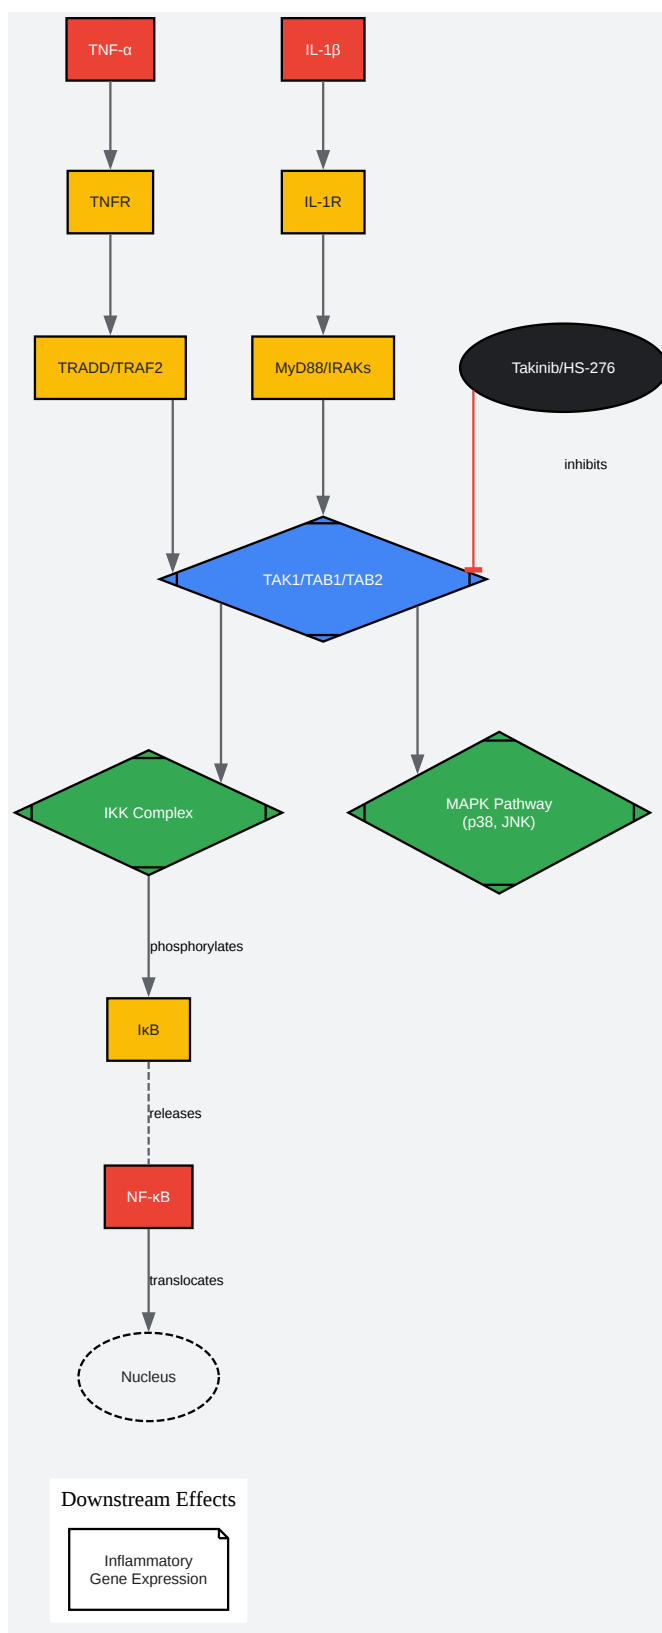 TNF-α
IL-1β
TNFR
IL-1R
TRADD/TRAF2
MyD88/IRAKs
Takinib/HS-276
inhibits
TAK1/TAB1/TAB2
IKK Complex
MAPK Pathway
(p38, JNK)
phosphorylates
IκB
releases
NF-κB
translocates
Nucleus
Downstream Effects
Inflammatory
Gene Expression